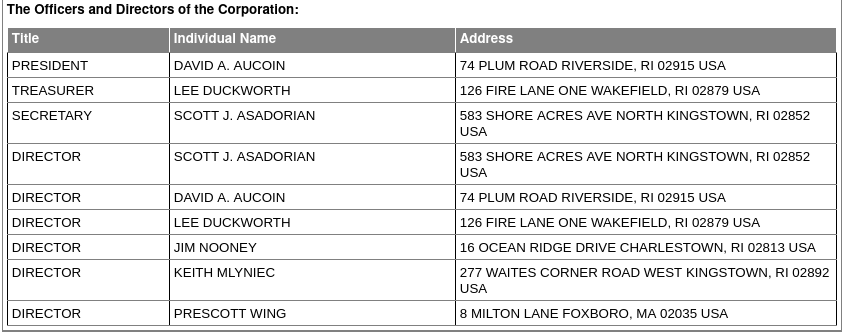 The Officers and Directors of the Corporation:
Title Individual Name Address
PRESIDENT DAVID A. AUCOIN 74 PLUM ROAD RIVERSIDE, RI 02915 USA
TREASURER LEE DUCKWORTH 126 FIRE LANE ONE WAKEFIELD, RI 02879 USA
SECRETARY SCOTT J. ASADORIAN 583 SHORE ACRES AVE NORTH KINGSTOWN, RI 02852
USA
DIRECTOR SCOTT J. ASADORIAN 583 SHORE ACRES AVE NORTH KINGSTOWN, RI 02852
USA
DIRECTOR DAVID A. AUCOIN 74 PLUM ROAD RIVERSIDE, RI 02915 USA
DIRECTOR LEE DUCKWORTH 126 FIRE LANE ONE WAKEFIELD, RI 02879 USA
DIRECTOR JIM NOONEY 16 OCEAN RIDGE DRIVE CHARLESTOWN, RI 02813 USA
DIRECTOR KEITH MLYNIEC 277 WAITES CORNER ROAD WEST KINGSTOWN, RI 02892
USA
DIRECTOR PRESCOTT WING 8 MILTON LANE FOXBORO, MA 02035 USA